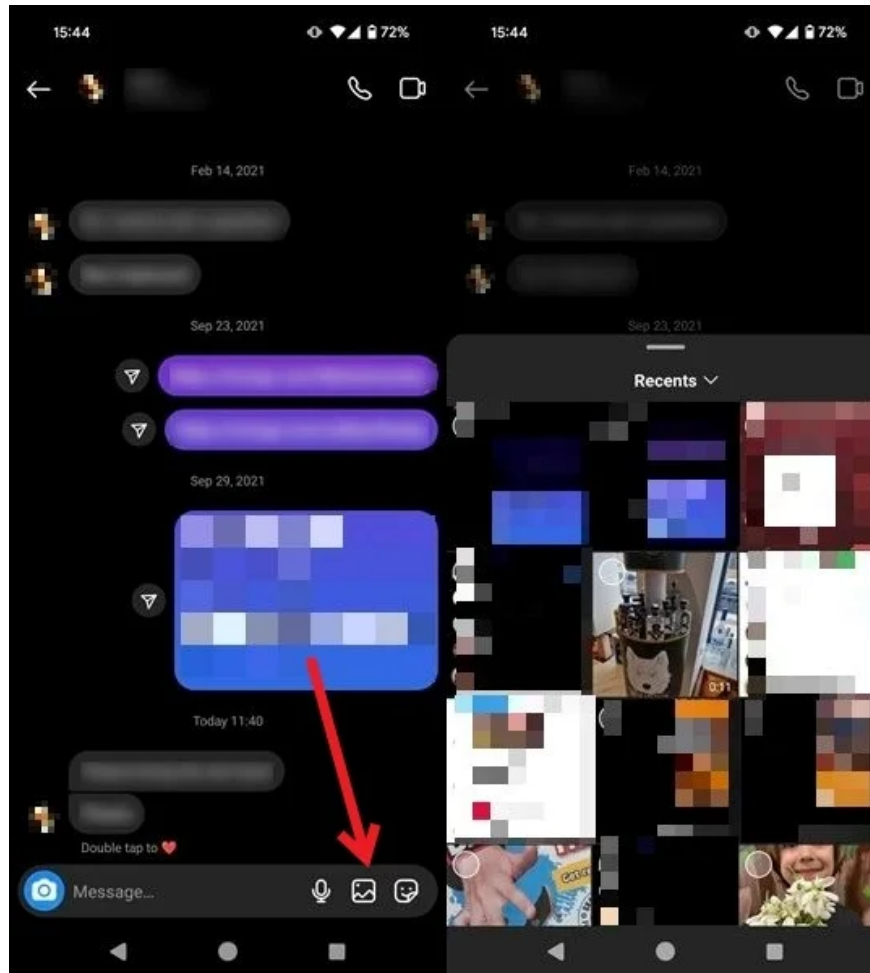 15:44
72%
Feb 14, 2021
Sep 23, 2021
Sep 29, 2021
Today 11:40
Double tap to ❤️
Message...
15:44
72%
Feb 14, 2021
Sep 23, 2021
Recents
0:11